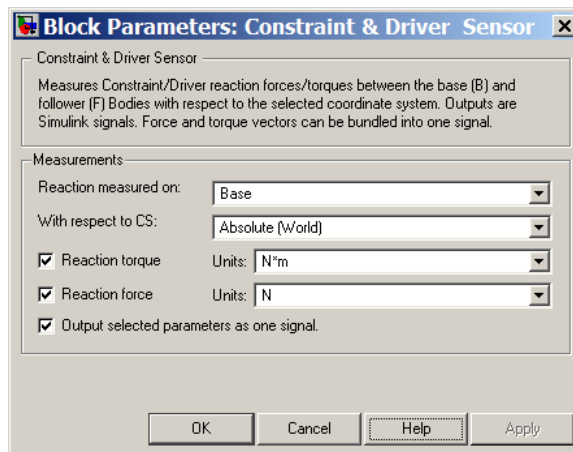 Block Parameters: Constraint & Driver Sensor
Constraint & Driver Sensor
Measures Constraint/Driver reaction forces/torques between the base (B) and
follower (F) Bodies with respect to the selected coordinate system. Outputs are
Simulink signals. Force and torque vectors can be bundled into one signal.
Measurements
Reaction measured on: Base
With respect to CS: Absolute (World)
Reaction torque Units: N*m
Reaction force Units: N
Output selected parameters as one signal.
OK Cancel Help Apply